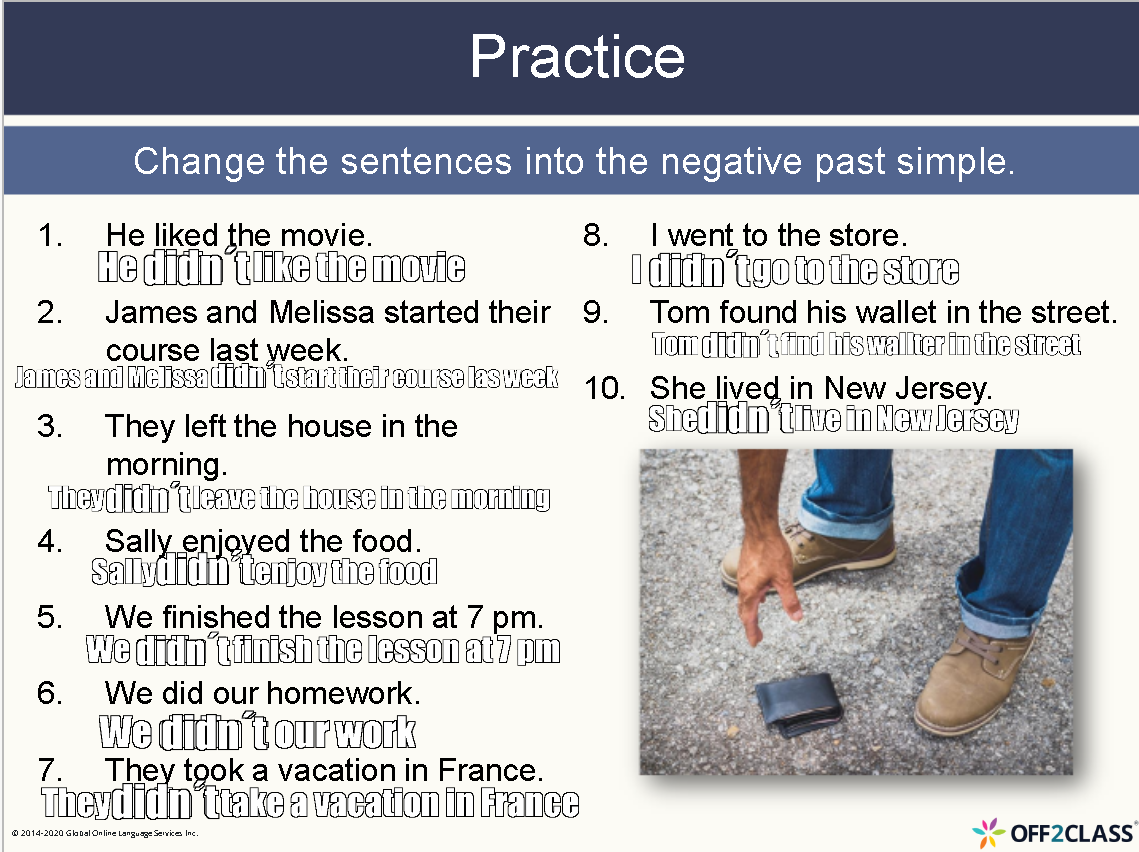 Practice
Change the sentences into the negative past simple.
1. He liked the movie.
He didn´t like the movie
2. James and Melissa started their
course last week.
James and Melissa didn´t start their course las week
3. They left the house in the
morning.
They didn´t leave the house in the morning
4. Sally enjoyed the food.
Sally didn´t enjoy the food
5. We finished the lesson at 7 pm.
We didn´t finish the lesson at 7 pm
6. We did our homework.
We didn´t our work
7. They took a vacation in France.
They didn´t take a vacation in France
8. I went to the store.
I didn´t go to the store
9. Tom found his wallet in the street.
Tom didn´t find his wallter in the street
10. She lived in New Jersey.
She didn´t live in New Jersey
© 2014-2020 Global Online Language Services Inc.
OFF2CLASS®